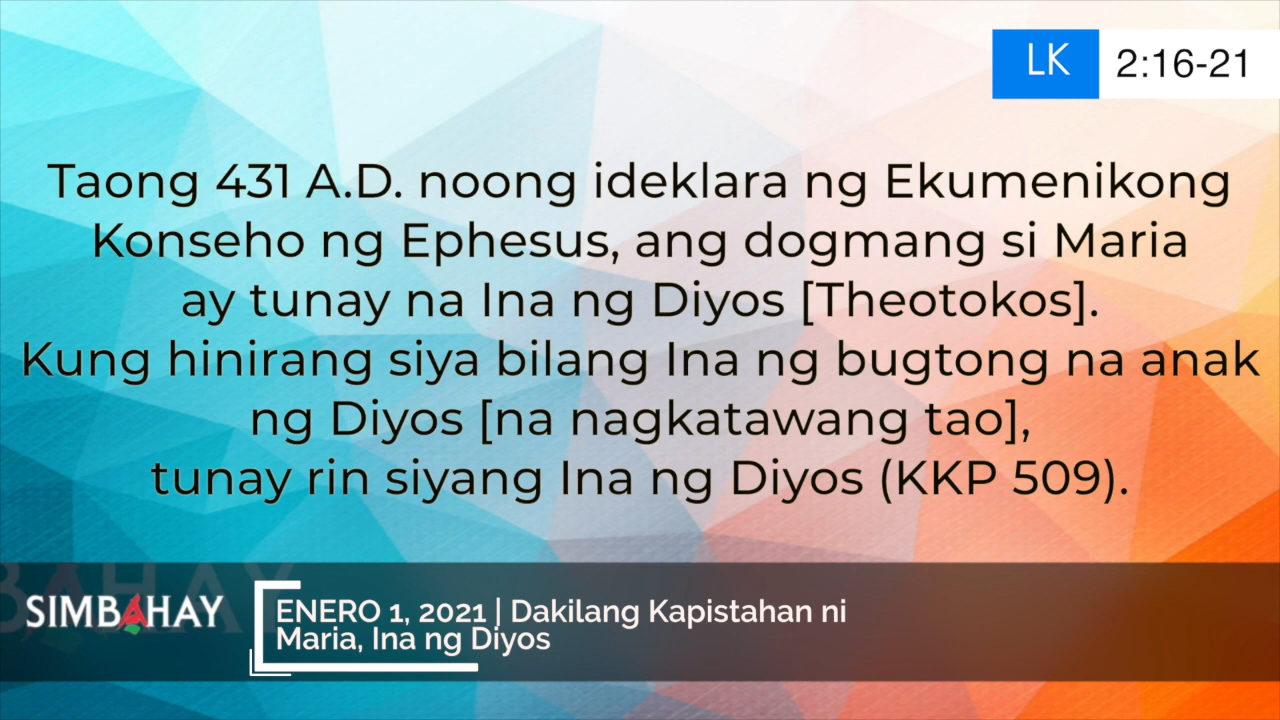 LK 2:16-21
Taong 431 A.D. noong ideklara ng Ekumenikong
Konseho ng Ephesus, ang dogmang si Maria
ay tunay na Ina ng Diyos [Theotokos].
Kung hinirang siya bilang Ina ng bugtong na anak
ng Diyos [na nagkatawang tao],
tunay rin siyang Ina ng Diyos (KKP 509).
SIMBAHAY
ENERO 1, 2021 | Dakilang Kapistahan ni
Maria, Ina ng Diyos